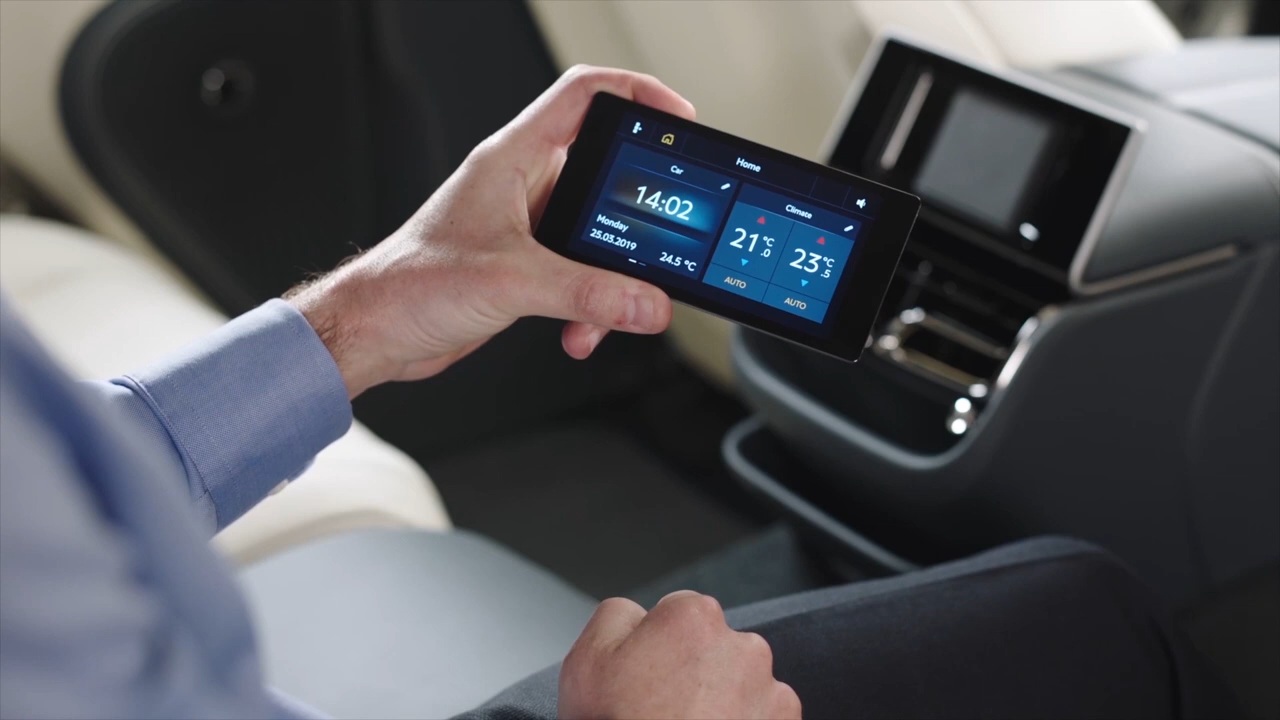 Home
Car
14:02
Monday
25.03.2019
24.5 °C
Climate
21.0 °C
23.5 °C
AUTO
AUTO